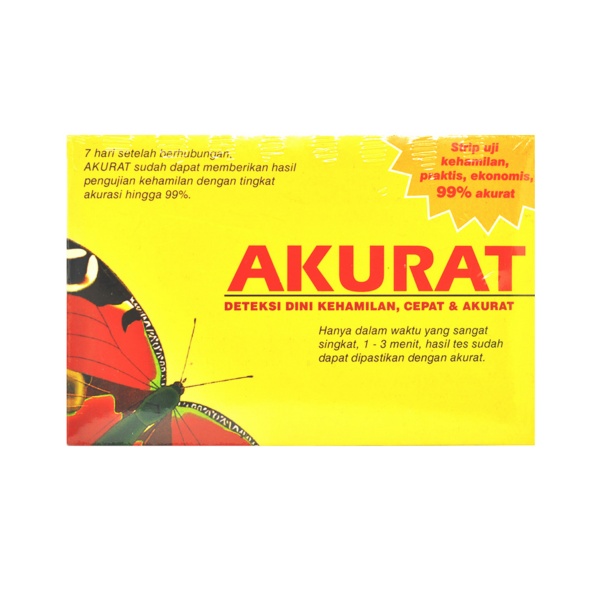 7 hari setelah berhubungan,
AKURAT sudah dapat memberikan hasil
pengujian kehamilan dengan tingkat
akurasi hingga 99%.
Strip uji
kehamilan,
praktis, ekonomis,
99% akurat
AKURAT
DETEKSI DINI KEHAMILAN, CEPAT & AKURAT
Hanya dalam waktu yang sangat
singkat, 1 - 3 menit, hasil tes sudah
dapat dipastikan dengan akurat.